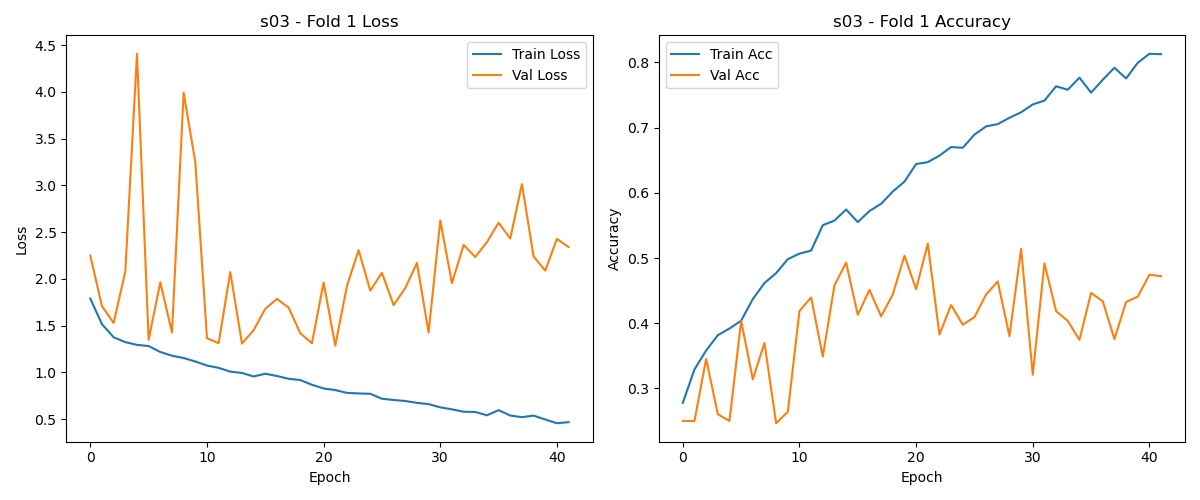 s03 - Fold 1 Loss
Train Loss
Val Loss
Loss
4.5
4.0
3.5
3.0
2.5
2.0
1.5
1.0
0.5
0
10
20
30
40
Epoch
s03 - Fold 1 Accuracy
Train Acc
Val Acc
Accuracy
0.8
0.7
0.6
0.5
0.4
0.3
0
10
20
30
40
Epoch